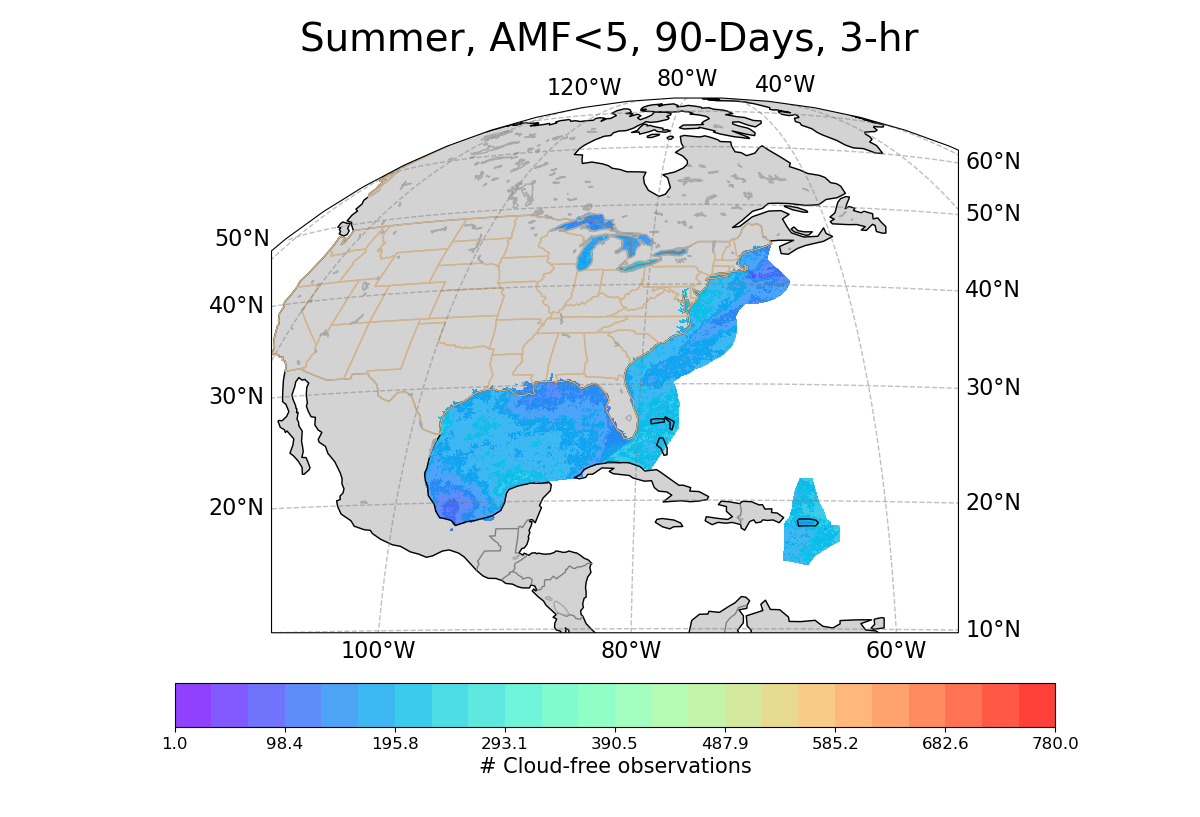 Summer, AMF<5, 90-Days, 3-hr
120°W 80°W 40°W
60°N
50°N
50°N
40°N
40°N
30°N
30°N
20°N
20°N
10°N
100°W 80°W 60°W
1.0 98.4 195.8 293.1 390.5 487.9 585.2 682.6 780.0
# Cloud-free observations